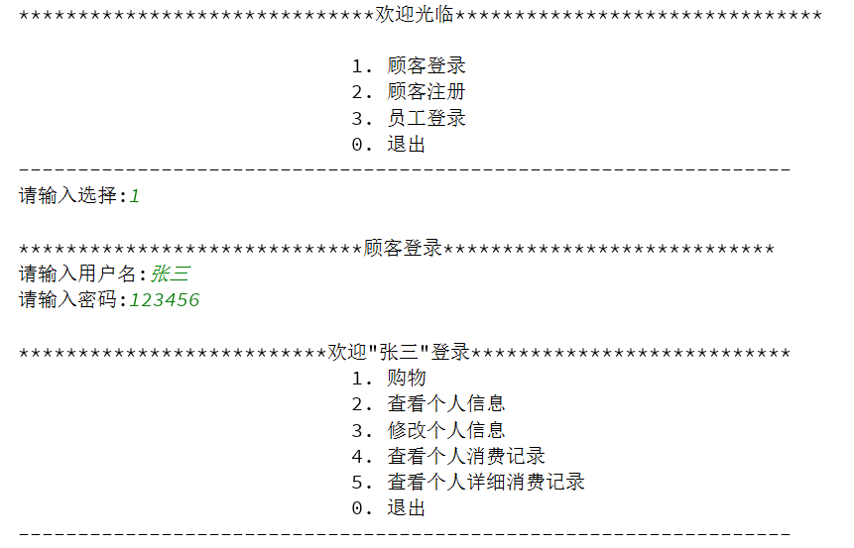 ******************************欢迎光临*******************************
1. 顾客登录
2. 顾客注册
3. 员工登录
0. 退出
-----------------------------------------------------------------
请输入选择:1
*****************************顾客登录****************************
请输入用户名:张三
请输入密码:123456
**************************欢迎"张三"登录***************************
1. 购物
2. 查看个人信息
3. 修改个人信息
4. 查看个人消费记录
5. 查看个人详细消费记录
0. 退出
-----------------------------------------------------------------